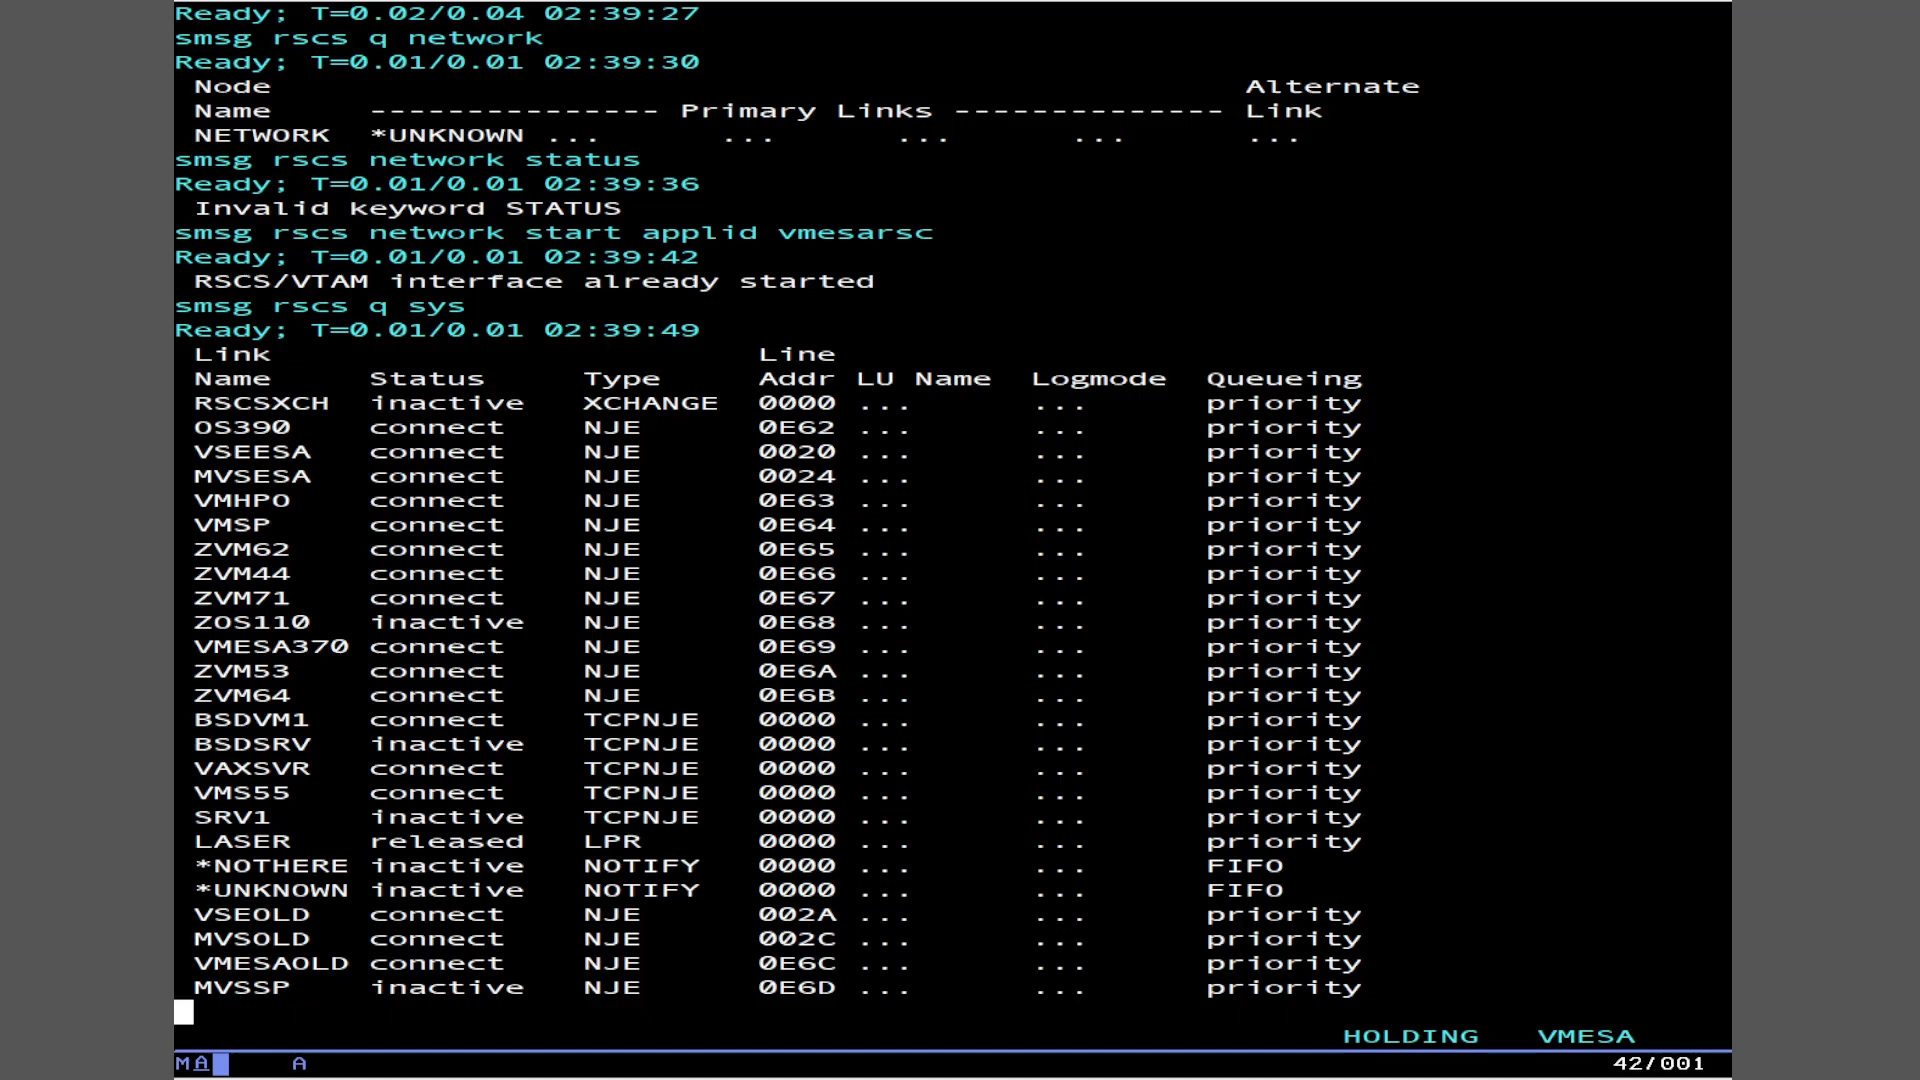 Ready; T=0.02/0.04 02:39:27
smsg rscs q network
Ready; T=0.01/0.01 02:39:30
Node Alternate
Name --------------- Primary Links -------------- Link
NETWORK *UNKNOWN ... ... ... ... ...
smsg rscs network status
Ready; T=0.01/0.01 02:39:36
Invalid keyword STATUS
smsg rscs network start applid vmesarsc
Ready; T=0.01/0.01 02:39:42
RSCS/VTAM interface already started
smsg rscs q sys
Ready; T=0.01/0.01 02:39:49
Link Line
Name Status Type Addr LU Name Logmode Queueing
RSCSXCH inactive XCHANGE 0000 ... ... priority
OS390 connect NJE 0E62 ... ... priority
VSEESA connect NJE 0020 ... ... priority
MVSESA connect NJE 0024 ... ... priority
VMHPO connect NJE 0E63 ... ... priority
VMSP connect NJE 0E64 ... ... priority
ZVM62 connect NJE 0E65 ... ... priority
ZVM44 connect NJE 0E66 ... ... priority
ZVM71 connect NJE 0E67 ... ... priority
ZOS110 inactive NJE 0E68 ... ... priority
VMESA370 connect NJE 0E69 ... ... priority
ZVM53 connect NJE 0E6A ... ... priority
ZVM64 connect NJE 0E6B ... ... priority
BSDVM1 connect TCPNJE 0000 ... ... priority
BSDSRV inactive TCPNJE 0000 ... ... priority
VAXSVR connect TCPNJE 0000 ... ... priority
VMS55 connect TCPNJE 0000 ... ... priority
SRV1 inactive TCPNJE 0000 ... ... priority
LASER released LPR 0000 ... ... priority
*NOTHERE inactive NOTIFY 0000 ... ... FIFO
*UNKNOWN inactive NOTIFY 0000 ... ... FIFO
VSEOLD connect NJE 002A ... ... priority
MVSOLD connect NJE 002C ... ... priority
VMESAOLD connect NJE 0E6C ... ... priority
MVSSP inactive NJE 0E6D ... ... priority
HOLDING VMESA
MA A 42/001